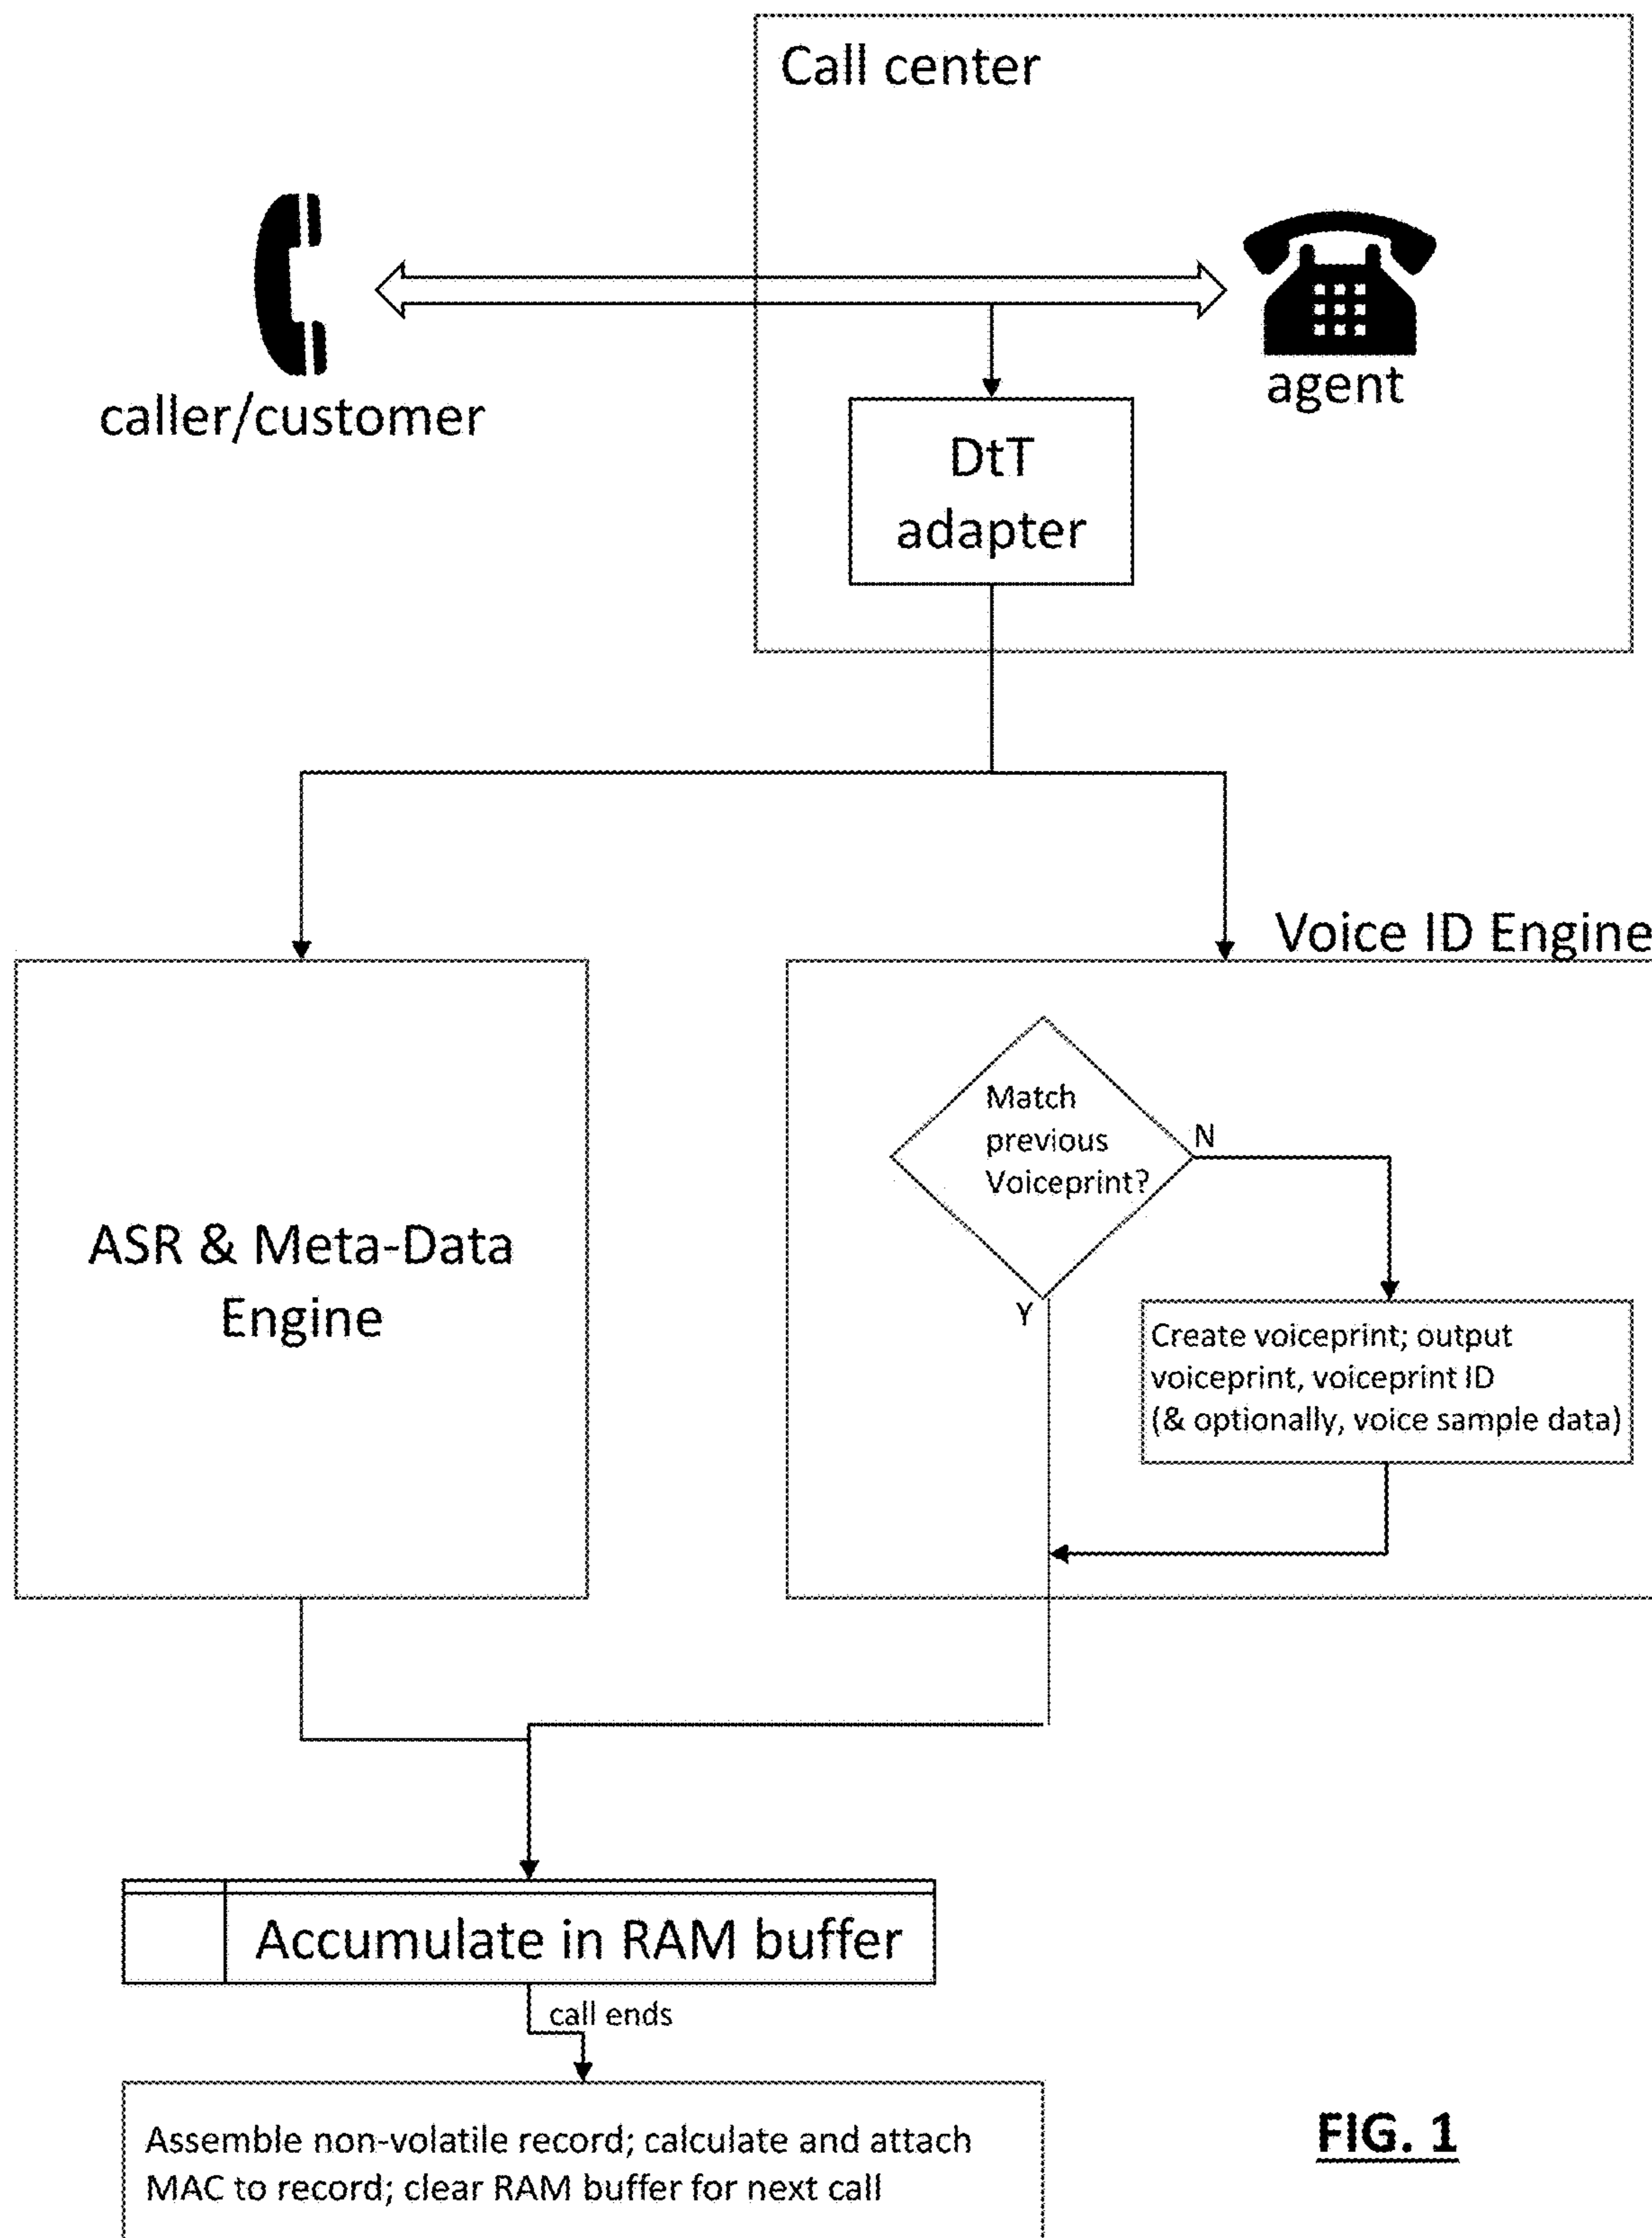 Call center
caller/customer
agent
DtT
adapter
Voice ID Engine
ASR & Meta-Data
Engine
Match
previous
Voiceprint?
N
Y
Create voiceprint; output
voiceprint, voiceprint ID
(& optionally, voice sample data)
Accumulate in RAM buffer
call ends
Assemble non-volatile record; calculate and attach
MAC to record; clear RAM buffer for next call
FIG. 1